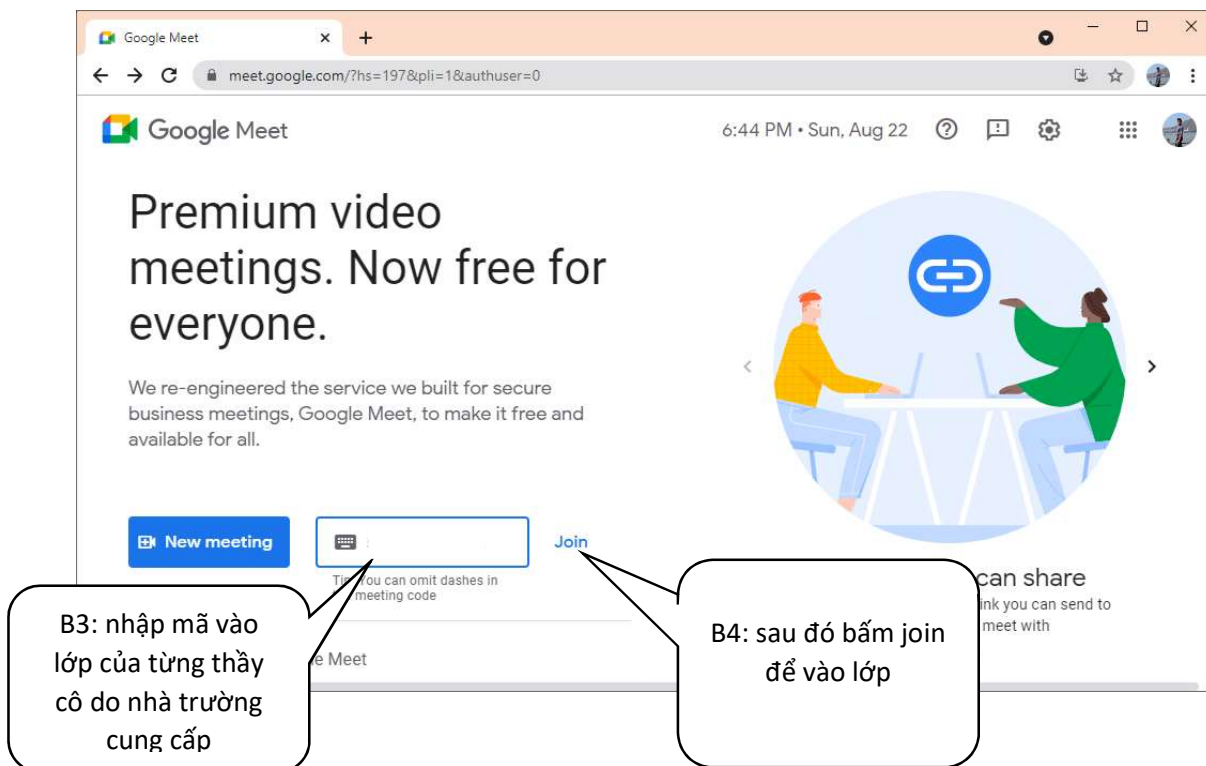 Google Meet
meet.google.com/?hs=197&pli=1&authuser=0
Google Meet
6:44 PM • Sun, Aug 22
Premium video
meetings. Now free for
everyone.
We re-engineered the service we built for secure
business meetings, Google Meet, to make it free and
available for all.
New meeting
Join
You can omit dashes in
meeting code
can share
you can send to
meet with
Meet
B3: nhập mã vào
lớp của từng thầy
cô do nhà trường
cung cấp
B4: sau đó bấm join
để vào lớp